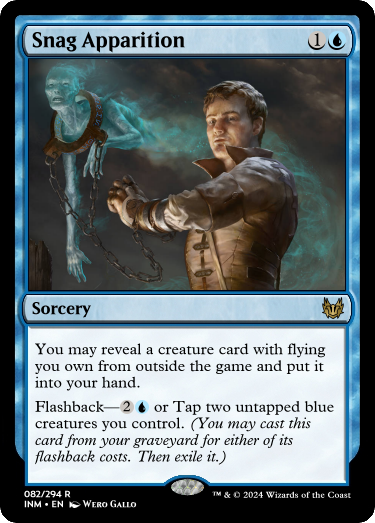 Snag Apparition 1
Sorcery
You may reveal a creature card with flying
you own from outside the game and put it
into your hand.
Flashback—2 or Tap two untapped blue
creatures you control. (You may cast this
card from your graveyard for either of its
flashback costs. Then exile it.)
082/294 R
INM • EN Wero Gallo
™ & © 2024 Wizards of the Coast